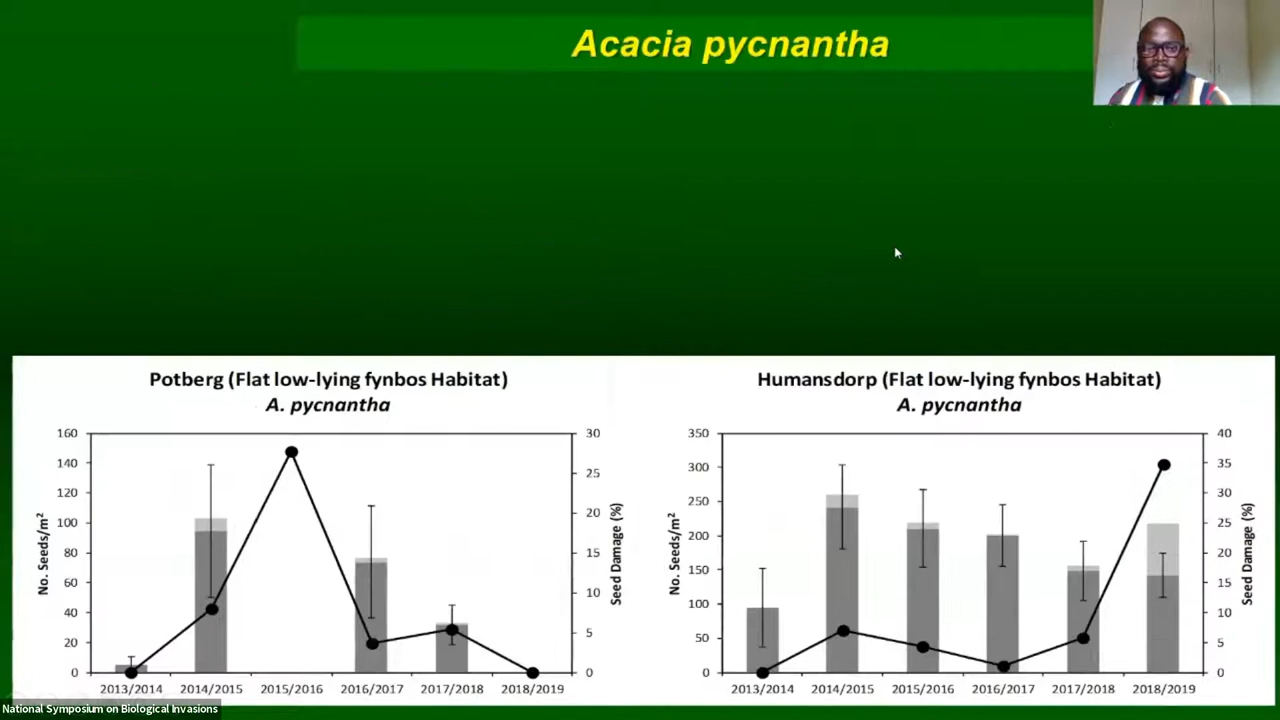 Acacia pycnantha
Potberg (Flat low-lying fynbos Habitat)
A. pycnantha
160
140
120
100
80
60
40
20
0
No. Seeds/m²
30
25
20
15
10
5
0
Seed Damage (%)
2013/2014 2014/2015 2015/2016 2016/2017 2017/2018 2018/2019
Humansdorp (Flat low-lying fynbos Habitat)
A. pycnantha
350
300
250
200
150
100
50
0
No. Seeds/m²
40
35
30
25
20
15
10
5
0
Seed Damage (%)
2013/2014 2014/2015 2015/2016 2016/2017 2017/2018 2018/2019
National Symposium on Biological Invasions